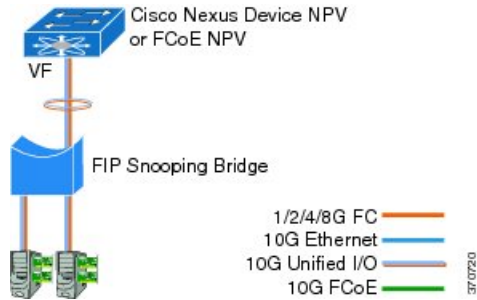 Cisco Nexus Device NPV
or FCoE NPV
VF
FIP Snooping Bridge
1/2/4/8G FC
10G Ethernet
10G Unified I/O
10G FCoE
370720